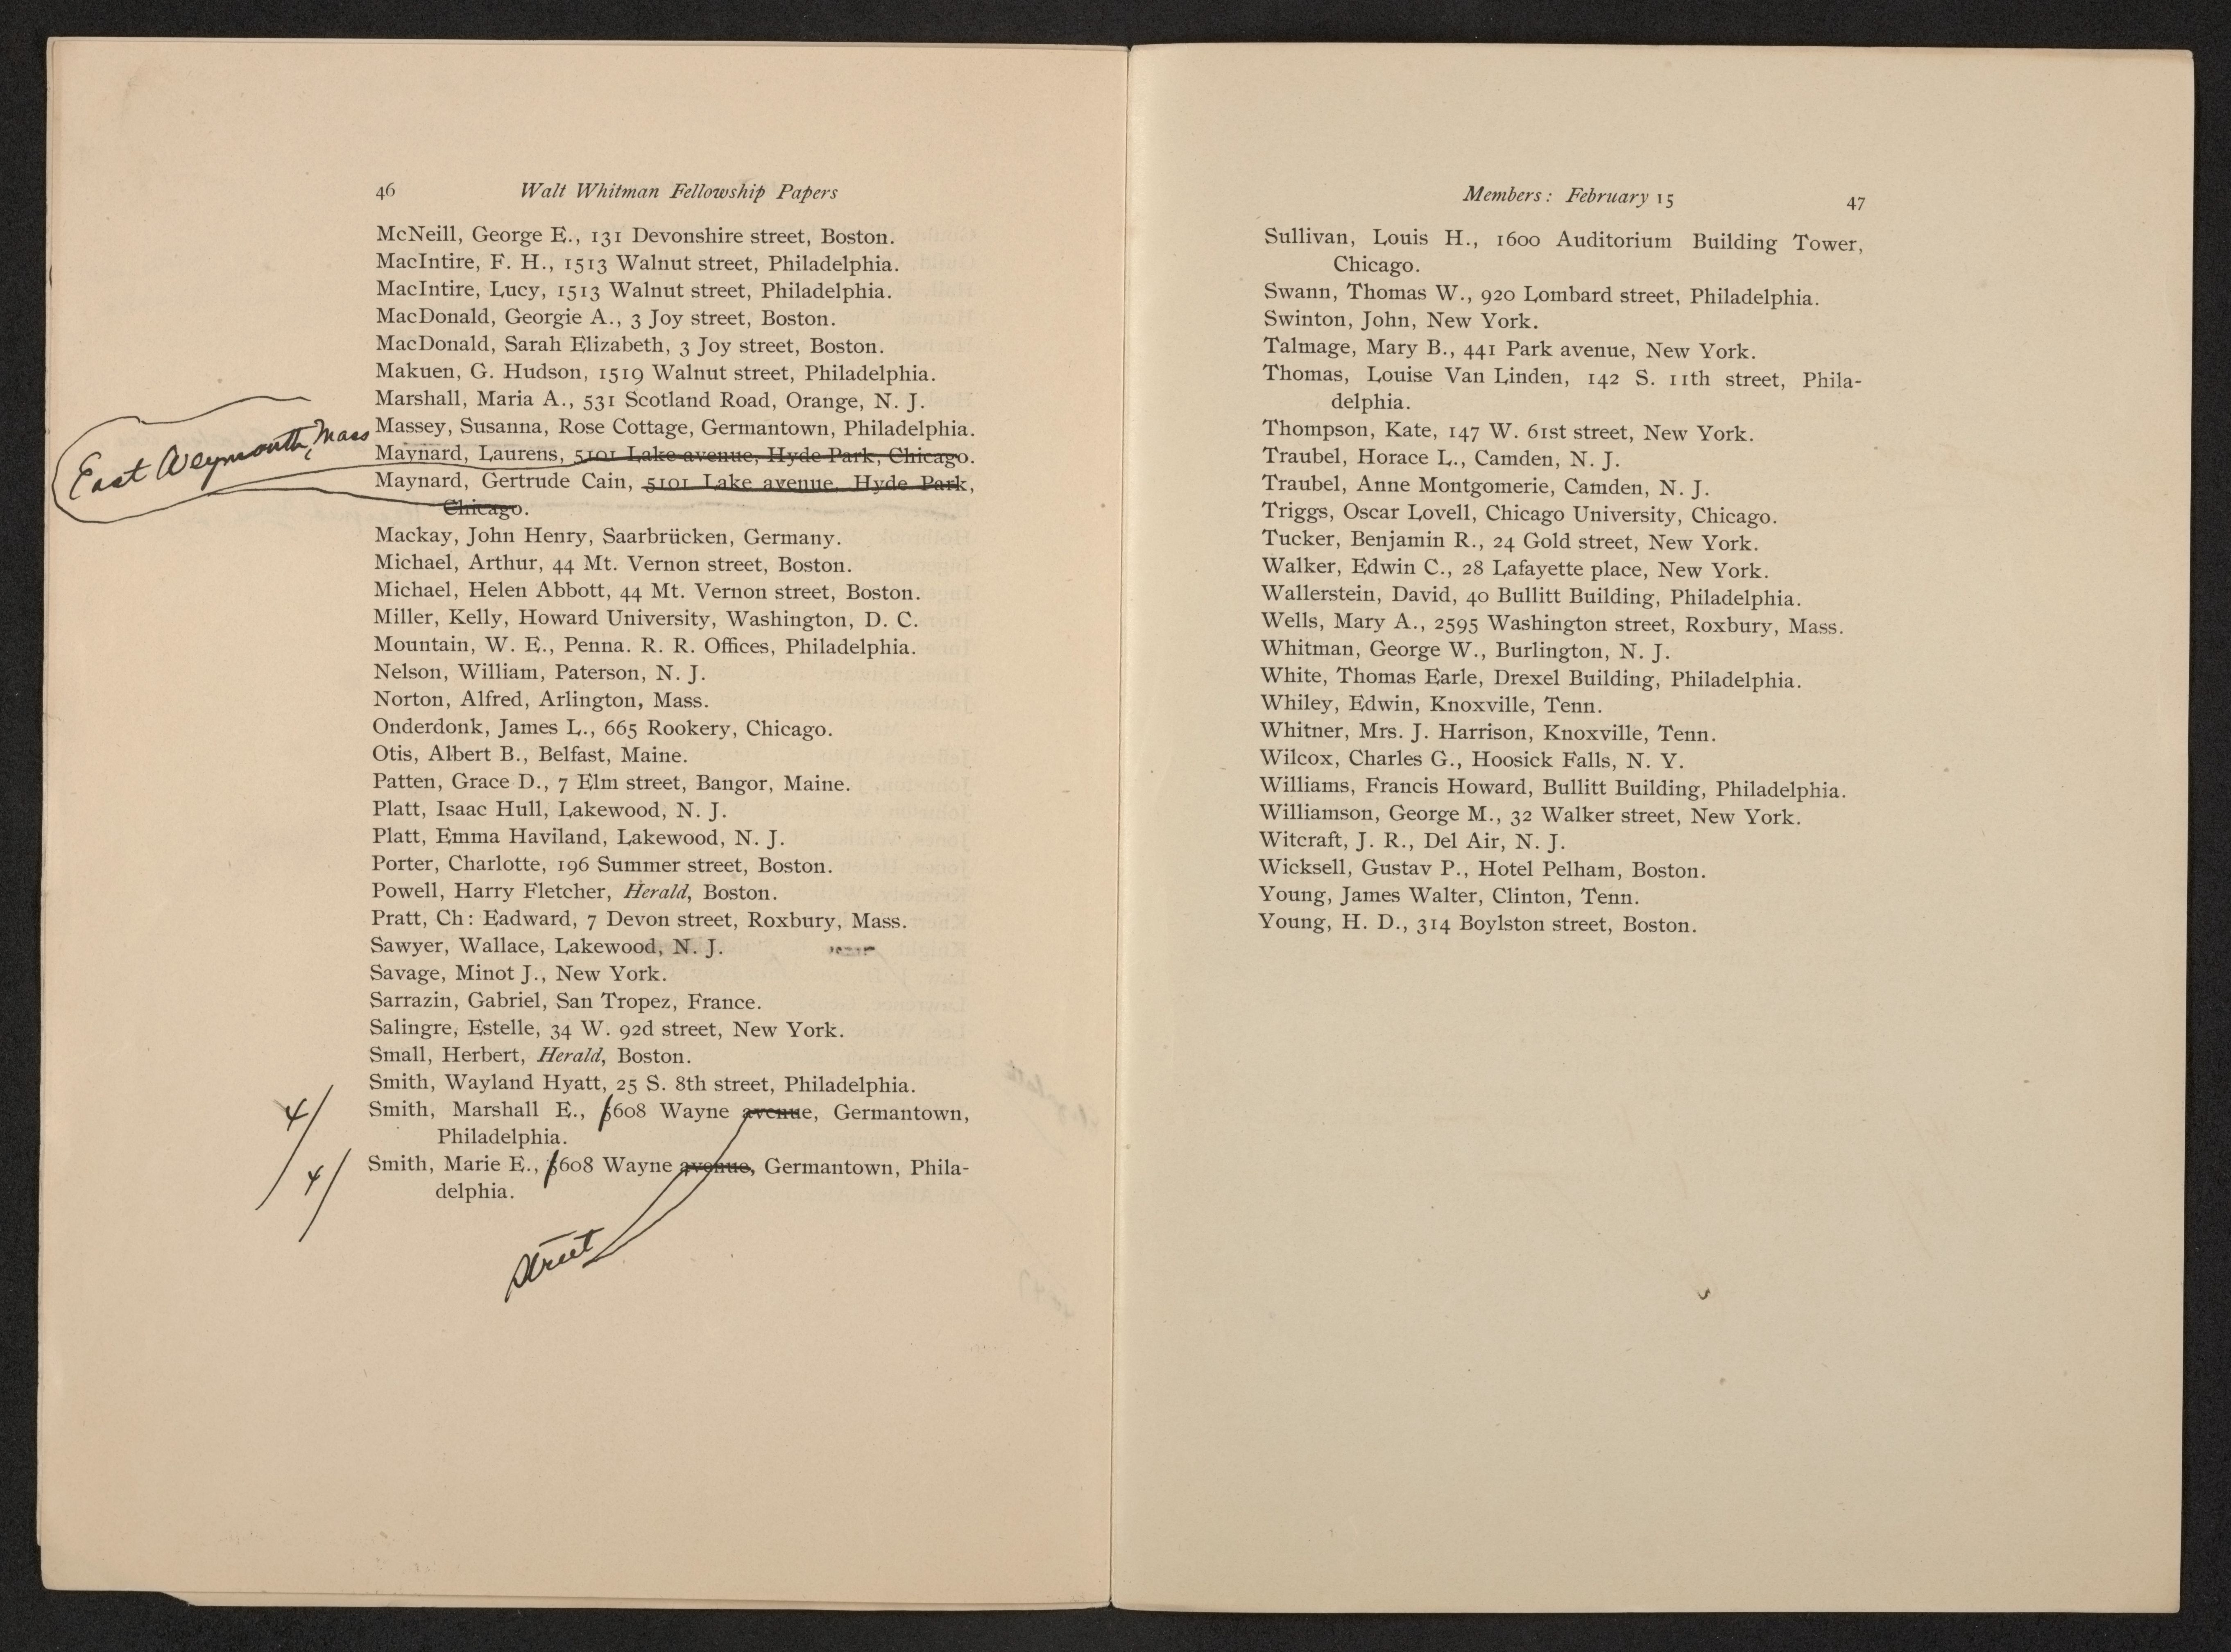 46 Walt Whitman Fellowship Papers
McNeill, George E., 131 Devonshire street, Boston.
MacIntire, F. H., 1513 Walnut street, Philadelphia.
MacIntire, Lucy, 1513 Walnut street, Philadelphia.
MacDonald, Georgie A., 3 Joy street, Boston.
MacDonald, Sarah Elizabeth, 3 Joy street, Boston.
Makuen, G. Hudson, 1519 Walnut street, Philadelphia.
Marshall, Maria A., 531 Scotland Road, Orange, N. J.
Massey, Susanna, Rose Cottage, Germantown, Philadelphia.
East Weymouth, Mass
Maynard, Laurens, 5101 Lake avenue, Hyde Park, Chicago.
Maynard, Gertrude Cain, 5101 Lake avenue, Hyde Park,
Chicago.
Mackay, John Henry, Saarbrücken, Germany.
Michael, Arthur, 44 Mt. Vernon street, Boston.
Michael, Helen Abbott, 44 Mt. Vernon street, Boston.
Miller, Kelly, Howard University, Washington, D. C.
Mountain, W. E., Penna. R. R. Offices, Philadelphia.
Nelson, William, Paterson, N. J.
Norton, Alfred, Arlington, Mass.
Onderdonk, James L., 665 Rookery, Chicago.
Otis, Albert B., Belfast, Maine.
Patten, Grace D., 7 Elm street, Bangor, Maine.
Platt, Isaac Hull, Lakewood, N. J.
Platt, Emma Haviland, Lakewood, N. J.
Porter, Charlotte, 196 Summer street, Boston.
Powell, Harry Fletcher, Herald, Boston.
Pratt, Ch: Eadward, 7 Devon street, Roxbury, Mass.
Sawyer, Wallace, Lakewood, N. J.
Savage, Minot J., New York.
Sarrazin, Gabriel, San Tropez, France.
Salingre, Estelle, 34 W. 92d street, New York.
Small, Herbert, Herald, Boston.
Smith, Wayland Hyatt, 25 S. 8th street, Philadelphia.
4/ Smith, Marshall E., 5608 Wayne avenue, Germantown,
Philadelphia.
4/ Smith, Marie E., 5608 Wayne avenue, Germantown, Phila-
delphia.
street
Members: February 15 47
Sullivan, Louis H., 1600 Auditorium Building Tower,
Chicago.
Swann, Thomas W., 920 Lombard street, Philadelphia.
Swinton, John, New York.
Talmage, Mary B., 441 Park avenue, New York.
Thomas, Louise Van Linden, 142 S. 11th street, Phila-
delphia.
Thompson, Kate, 147 W. 61st street, New York.
Traubel, Horace L., Camden, N. J.
Traubel, Anne Montgomerie, Camden, N. J.
Triggs, Oscar Lovell, Chicago University, Chicago.
Tucker, Benjamin R., 24 Gold street, New York.
Walker, Edwin C., 28 Lafayette place, New York.
Wallerstein, David, 40 Bullitt Building, Philadelphia.
Wells, Mary A., 2595 Washington street, Roxbury, Mass.
Whitman, George W., Burlington, N. J.
White, Thomas Earle, Drexel Building, Philadelphia.
Whiley, Edwin, Knoxville, Tenn.
Whitner, Mrs. J. Harrison, Knoxville, Tenn.
Wilcox, Charles G., Hoosick Falls, N. Y.
Williams, Francis Howard, Bullitt Building, Philadelphia.
Williamson, George M., 32 Walker street, New York.
Witcraft, J. R., Del Air, N. J.
Wicksell, Gustav P., Hotel Pelham, Boston.
Young, James Walter, Clinton, Tenn.
Young, H. D., 314 Boylston street, Boston.